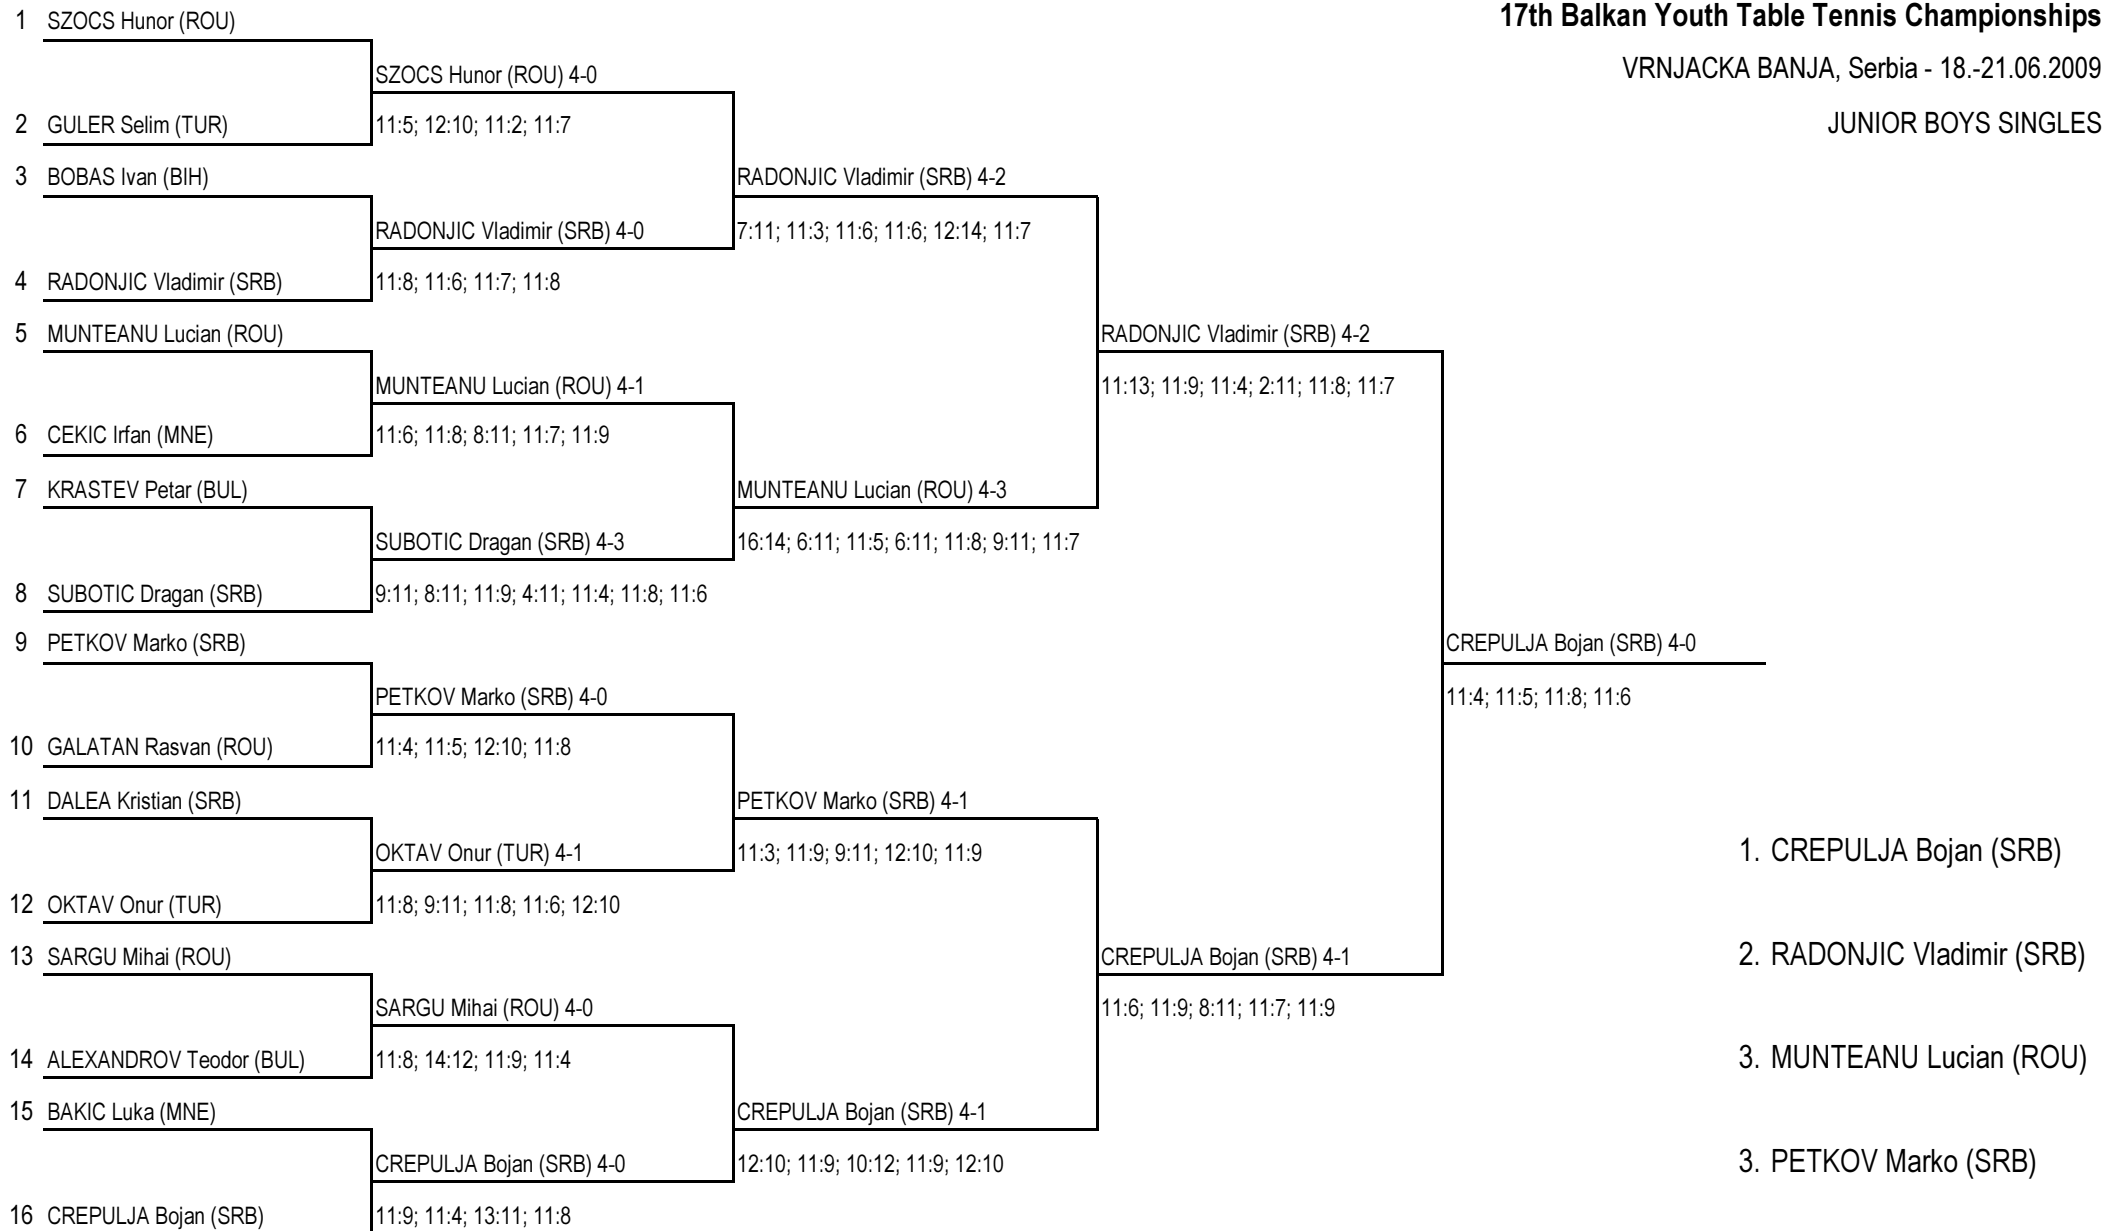 17th Balkan Youth Table Tennis Championships
VRNJACKA BANJA, Serbia - 18.-21.06.2009
JUNIOR BOYS SINGLES
1 SZOCS Hunor (ROU)
SZOCS Hunor (ROU) 4-0
2 GULER Selim (TUR)
11:5; 12:10; 11:2; 11:7
3 BOBAS Ivan (BIH)
RADONJIC Vladimir (SRB) 4-2
RADONJIC Vladimir (SRB) 4-0
7:11; 11:3; 11:6; 11:6; 12:14; 11:7
4 RADONJIC Vladimir (SRB)
11:8; 11:6; 11:7; 11:8
5 MUNTEANU Lucian (ROU)
RADONJIC Vladimir (SRB) 4-2
MUNTEANU Lucian (ROU) 4-1
11:13; 11:9; 11:4; 2:11; 11:8; 11:7
6 CEKIC Irfan (MNE)
11:6; 11:8; 8:11; 11:7; 11:9
7 KRASTEV Petar (BUL)
MUNTEANU Lucian (ROU) 4-3
SUBOTIC Dragan (SRB) 4-3
16:14; 6:11; 11:5; 6:11; 11:8; 9:11; 11:7
8 SUBOTIC Dragan (SRB)
9:11; 8:11; 11:9; 4:11; 11:4; 11:8; 11:6
9 PETKOV Marko (SRB)
CREPULJA Bojan (SRB) 4-0
PETKOV Marko (SRB) 4-0
11:4; 11:5; 11:8; 11:6
10 GALATAN Rasvan (ROU)
11:4; 11:5; 12:10; 11:8
11 DALEA Kristian (SRB)
PETKOV Marko (SRB) 4-1
OKTAV Onur (TUR) 4-1
11:3; 11:9; 9:11; 12:10; 11:9
1. CREPULJA Bojan (SRB)
12 OKTAV Onur (TUR)
11:8; 9:11; 11:8; 11:6; 12:10
13 SARGU Mihai (ROU)
CREPULJA Bojan (SRB) 4-1
2. RADONJIC Vladimir (SRB)
SARGU Mihai (ROU) 4-0
11:6; 11:9; 8:11; 11:7; 11:9
14 ALEXANDROV Teodor (BUL)
11:8; 14:12; 11:9; 11:4
3. MUNTEANU Lucian (ROU)
15 BAKIC Luka (MNE)
CREPULJA Bojan (SRB) 4-1
CREPULJA Bojan (SRB) 4-0
12:10; 11:9; 10:12; 11:9; 12:10
3. PETKOV Marko (SRB)
16 CREPULJA Bojan (SRB)
11:9; 11:4; 13:11; 11:8